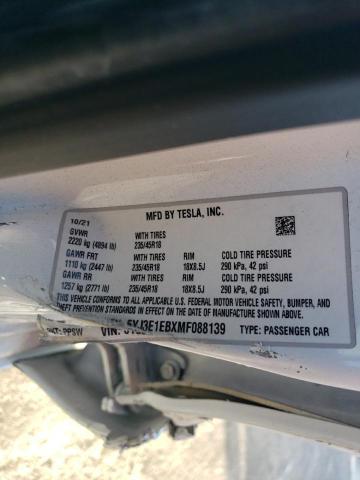 MFD BY TESLA, INC.
10/21
GVWR WITH TIRES
2220 kg (4894 lb) 235/45R18
GAWR FRT WITH TIRES RIM COLD TIRE PRESSURE
1110 kg (2447 lb) 235/45R18 18X8.5J 290 kPa, 42 psi
GAWR RR WITH TIRES RIM COLD TIRE PRESSURE
1257 kg (2771 lb) 235/45R18 18X8.5J 290 kPa, 42 psi
THIS VEHICLE CONFORMS TO ALL APPLICABLE U.S. FEDERAL MOTOR VEHICLE SAFETY, BUMPER, AND
THEFT PREVENTION STANDARDS IN EFFECT ON THE DATE OF MANUFACTURE SHOWN ABOVE.
PPSW VIN: 5YJ3E1EBXMF088139 TYPE: PASSENGER CAR